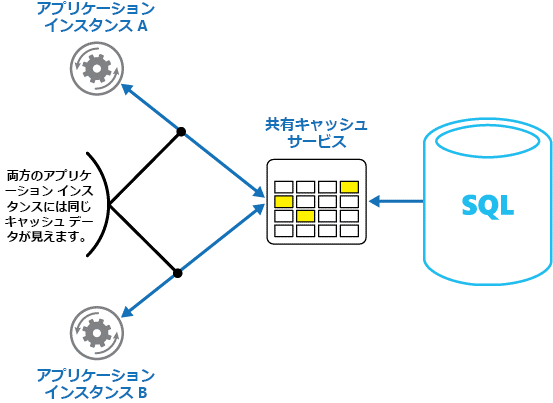 アプリケーション
インスタンス A
共有キャッシュ
サービス
両方のアプリケ
ーション インス
タンスには同じ
キャッシュ デー
タが見えます。
SQL
アプリケーション
インスタンス B